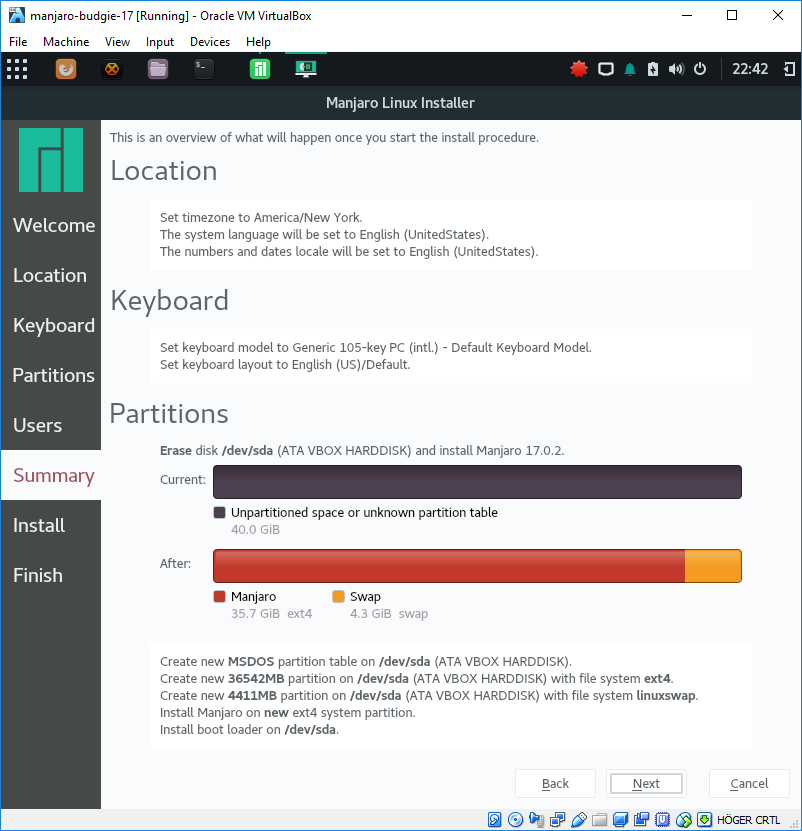 manjaro-budgie-17 [Running] - Oracle VM VirtualBox
File Machine View Input Devices Help
22:42
Manjaro Linux Installer
Welcome
Location
Keyboard
Partitions
Users
Summary
Install
Finish
This is an overview of what will happen once you start the install procedure.
Location
Set timezone to America/New York.
The system language will be set to English (UnitedStates).
The numbers and dates locale will be set to English (UnitedStates).
Keyboard
Set keyboard model to Generic 105-key PC (intl.) - Default Keyboard Model.
Set keyboard layout to English (US)/Default.
Partitions
Erase disk /dev/sda (ATA VBOX HARDDISK) and install Manjaro 17.0.2.
Current:
Unpartitioned space or unknown partition table
40.0 GiB
After:
Manjaro Swap
35.7 GiB ext4 4.3 GiB swap
Create new MSDOS partition table on /dev/sda (ATA VBOX HARDDISK).
Create new 36542MB partition on /dev/sda (ATA VBOX HARDDISK) with file system ext4.
Create new 4411MB partition on /dev/sda (ATA VBOX HARDDISK) with file system linuxswap.
Install Manjaro on new ext4 system partition.
Install boot loader on /dev/sda.
Back Next Cancel
HÖGER CRTL